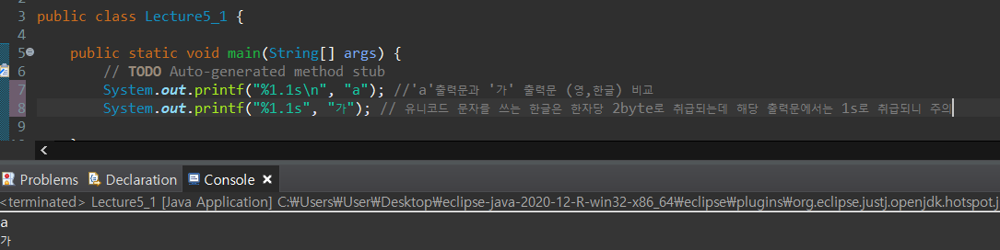 3 public class Lecture5_1 {
4
5 public static void main(String[] args) {
6 // TODO Auto-generated method stub
7 System.out.printf("%1.1s\n", "a"); //'a'출력문과 '가' 출력문 (영,한글) 비교
8 System.out.printf("%1.1s", "가"); // 유니코드 문자를 쓰는 한글은 한자당 2byte로 취급되는데 해당 출력문에서는 1s로 취급되니 주의
9
Problems Declaration Console
<terminated> Lecture5_1 [Java Application] C:₩Users₩User₩Desktop₩eclipse-java-2020-12-R-win32-x86_64₩eclipse₩plugins₩org.eclipse.justj.openjdk.hotspot.j
a
가